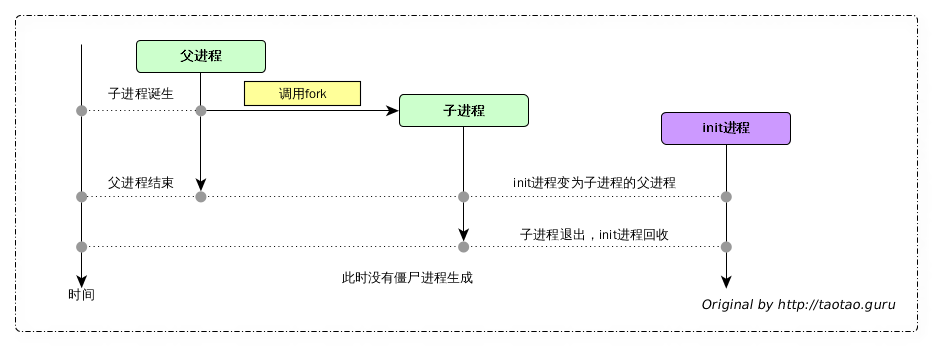 父进程
子进程诞生
调用fork
子进程
init进程
父进程结束
init进程变为子进程的父进程
子进程退出，init进程回收
此时没有僵尸进程生成
时间
Original by http://taotao.guru